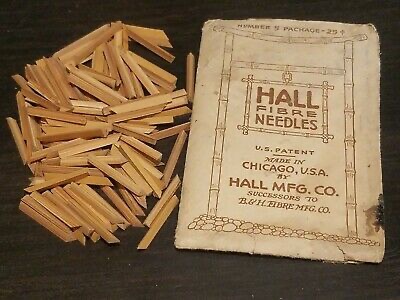 NUMBER 5 PACKAGE = 25¢
HALL
FIBRE
NEEDLES
U.S. PATENT
MADE IN
CHICAGO, U.S.A.
BY
HALL MFG. CO.
SUCCESSORS TO
B.&H. FIBRE MFG. CO.